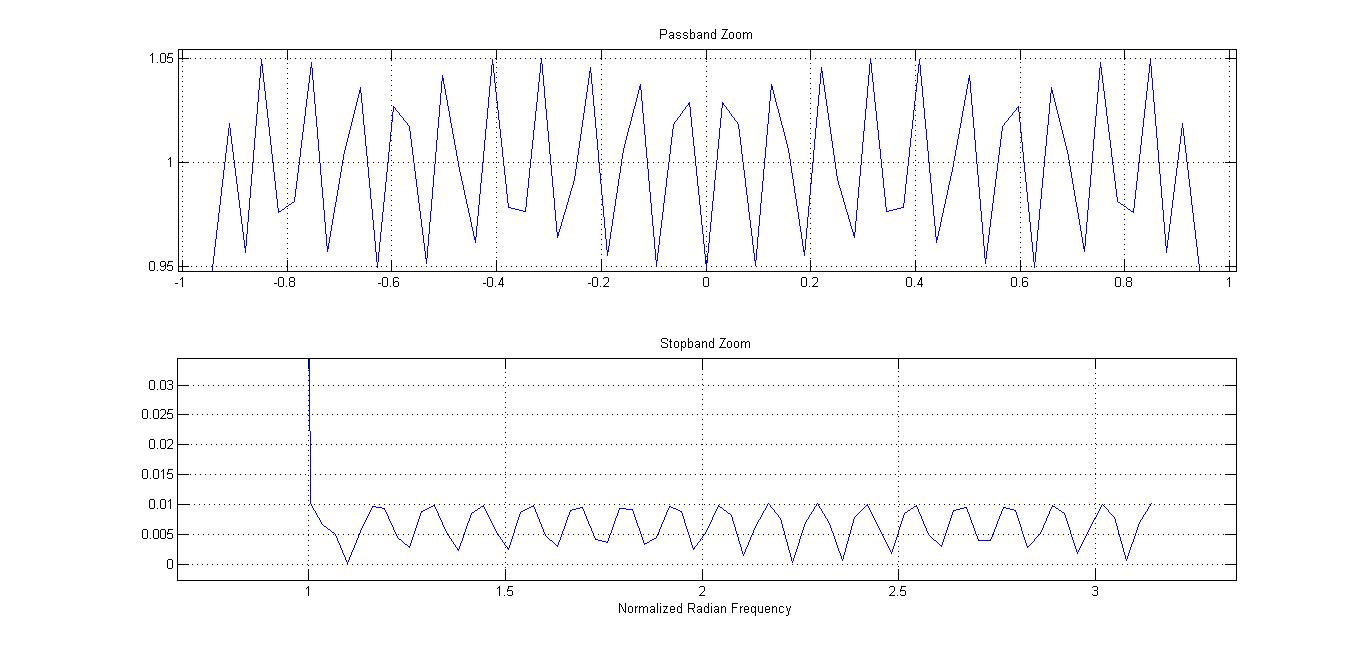 Passband Zoom
1.05
1
0.95
-1 -0.8 -0.6 -0.4 -0.2 0 0.2 0.4 0.6 0.8 1
Stopband Zoom
0.03
0.025
0.02
0.015
0.01
0.005
0
1 1.5 2 2.5 3
Normalized Radian Frequency